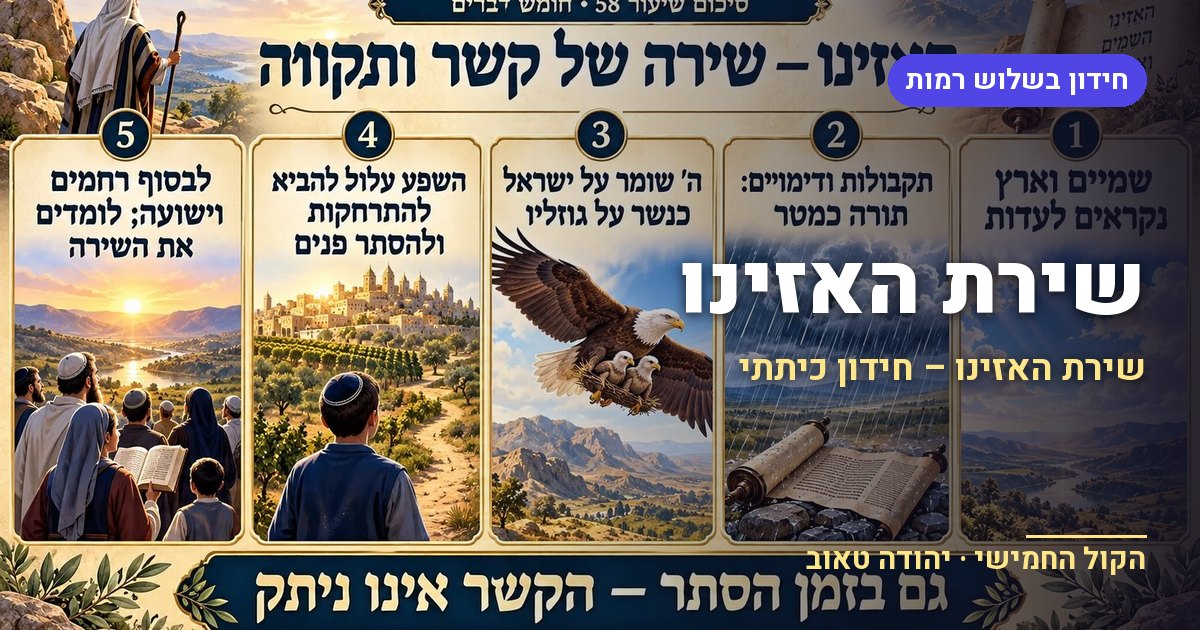 סיכום שיעור 58 • חומש דברים
האזינו – שירה של קשר ותקווה
חידון בשלוש רמות
האזינו
השמים
1
שמיים וארץ
נקראים לעדות
2
תקבולות ודימויים:
תורה כמטר
3
ה׳ שומר על ישראל
כנשר על גוזליו
4
השפע עלול להביא
להתרחקות
ולהסתר פנים
5
לבסוף רחמים
וישועה; לומדים
את השירה
שירת האזינו
שירת האזינו – חידון כיתתי
הקול החמישי · יהודה טאוב
גם בזמן הסתר – הקשר אינו ניתק